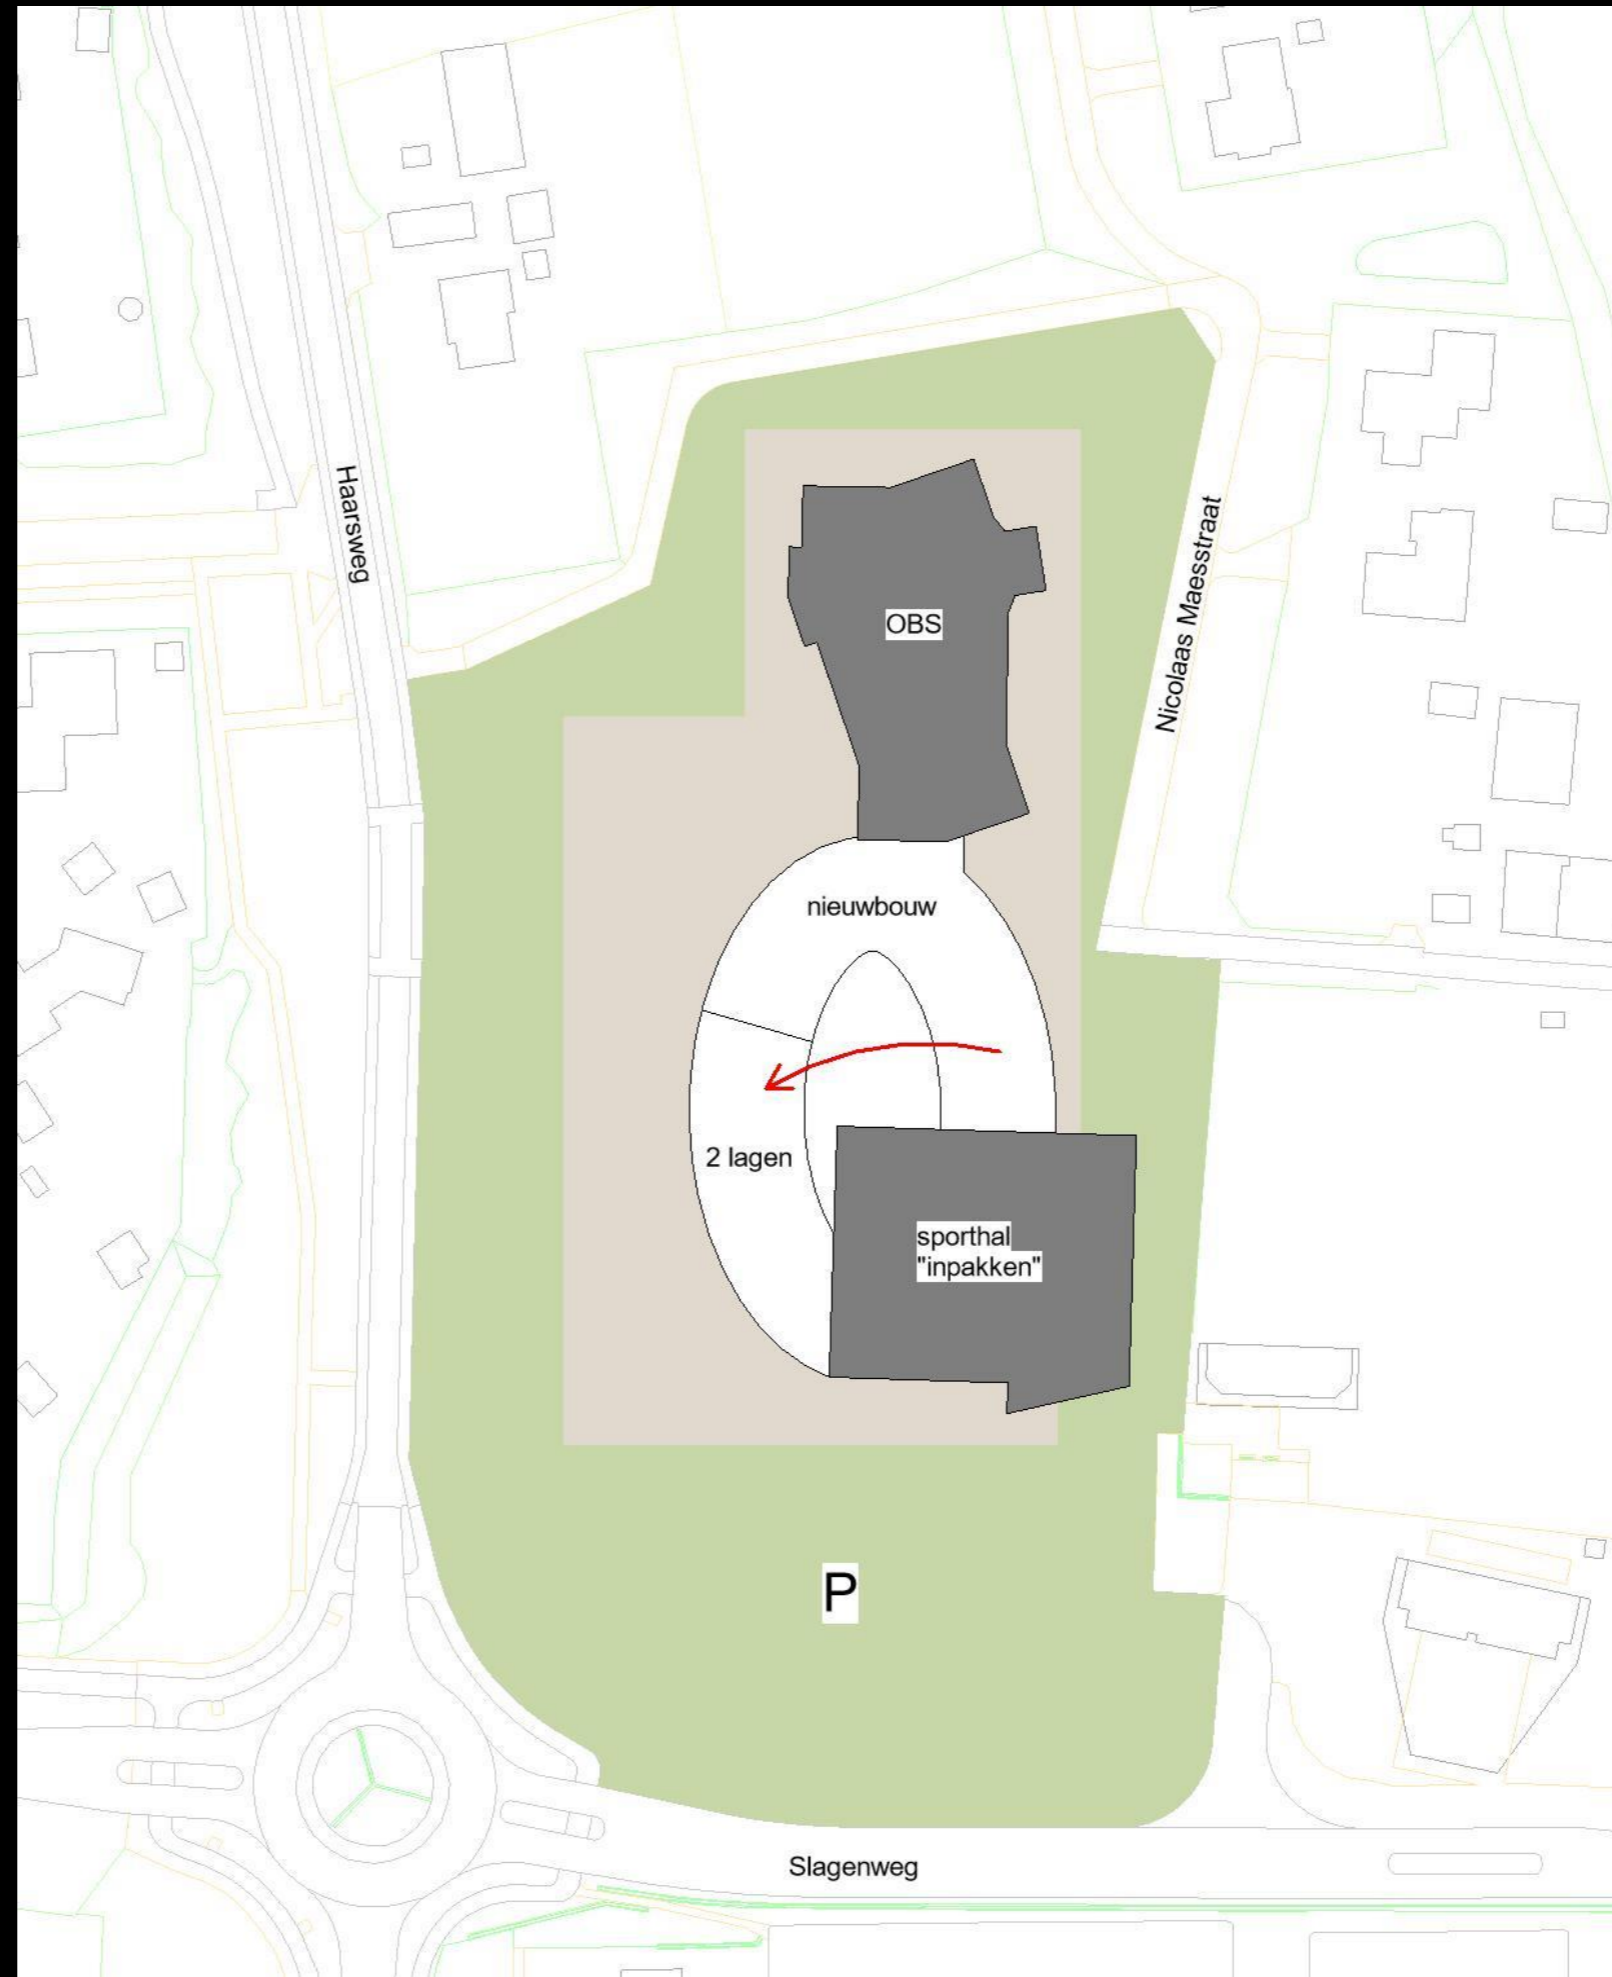 Haarsweg
OBS
Nicolaas Maesstraat
nieuwbouw
2 lagen
sporthal
"inpakken"
P
Slagenweg